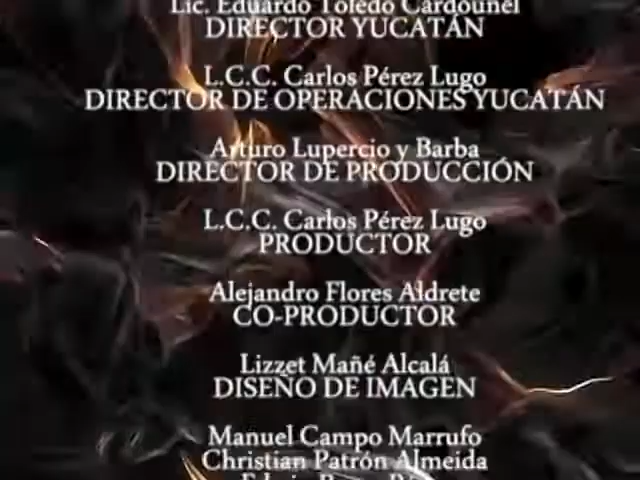 Lic. Eduardo Toledo Cardounel
DIRECTOR YUCATÁN
L.C.C. Carlos Pérez Lugo
DIRECTOR DE OPERACIONES YUCATÁN
Arturo Lupercio y Barba
DIRECTOR DE PRODUCCIÓN
L.C.C. Carlos Pérez Lugo
PRODUCTOR
Alejandro Flores Aldrete
CO-PRODUCTOR
Lizzet Mañé Alcalá
DISEÑO DE IMAGEN
Manuel Campo Marrufo
Christian Patrón Almeida